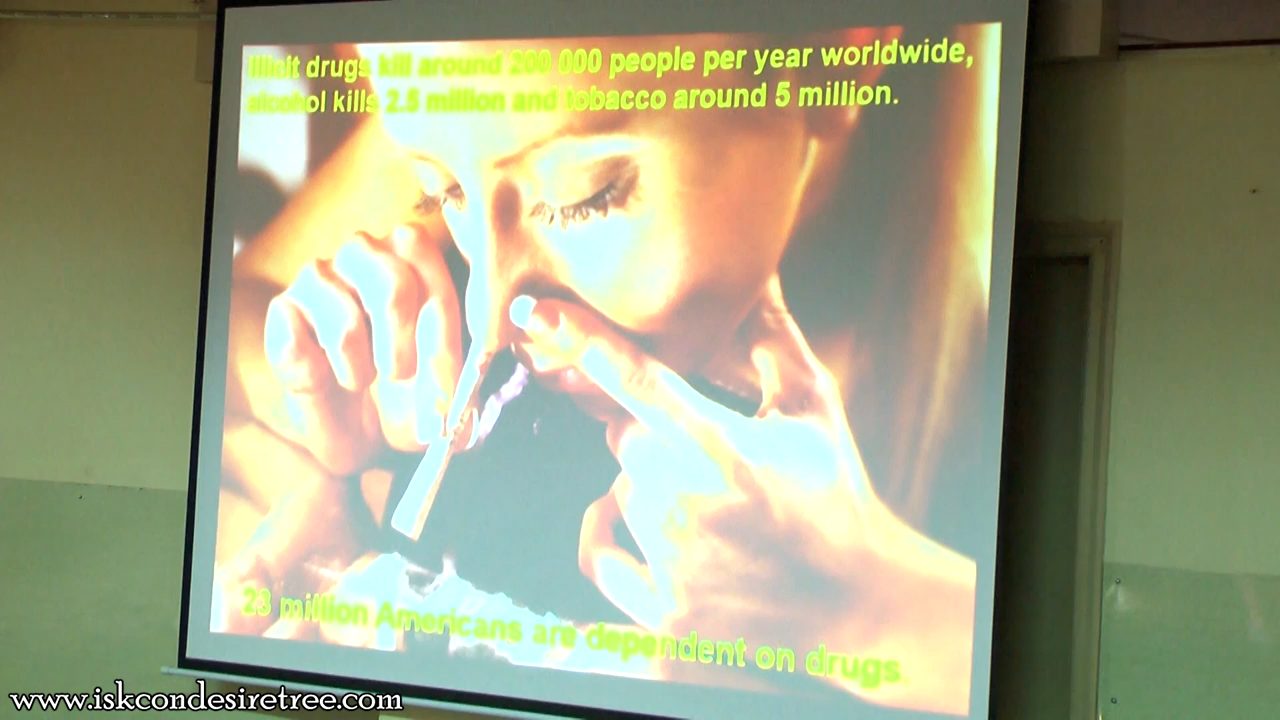 Illicit drugs kill around 200 000 people per year worldwide,
alcohol kills 2.5 million and tobacco around 5 million.
23 million Americans are dependent on drugs
www.iskcondesiretree.com